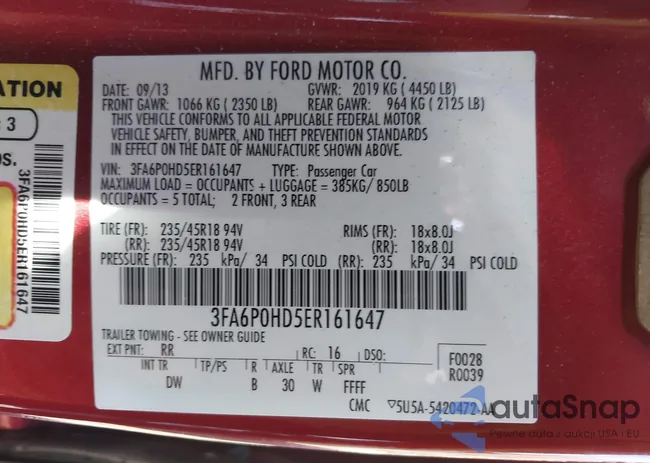 ATION
: 3
OS.
3FA6P0HD5ER161647
MFD. BY FORD MOTOR CO.
DATE: 09/13 GVWR: 2019 KG ( 4450 LB)
FRONT GAWR: 1066 KG ( 2350 LB) REAR GAWR: 964 KG ( 2125 LB)
THIS VEHICLE CONFORMS TO ALL APPLICABLE FEDERAL MOTOR
VEHICLE SAFETY, BUMPER, AND THEFT PREVENTION STANDARDS
IN EFFECT ON THE DATE OF MANUFACTURE SHOWN ABOVE.
VIN: 3FA6P0HD5ER161647 TYPE: Passenger Car
MAXIMUM LOAD = OCCUPANTS + LUGGAGE = 385KG/ 850LB
OCCUPANTS = 5 TOTAL; 2 FRONT, 3 REAR
TIRE (FR): 235/45R18 94V RIMS (FR): 18x8.0J
(RR): 235/45R18 94V (RR): 18x8.0J
PRESSURE (FR): 235 kPa/ 34 PSI COLD (RR): 235 kPa/ 34 PSI COLD
3FA6P0HD5ER161647
TRAILER TOWING - SEE OWNER GUIDE
EXT PNT: RR RC: 16 DSO: F0028
INT TR TP/PS R AXLE TR SPR R0039
DW B 30 W FFFF
CMC 5U5A-5420472-AA
autoSnap
Pewne auto z aukcji USA i EU